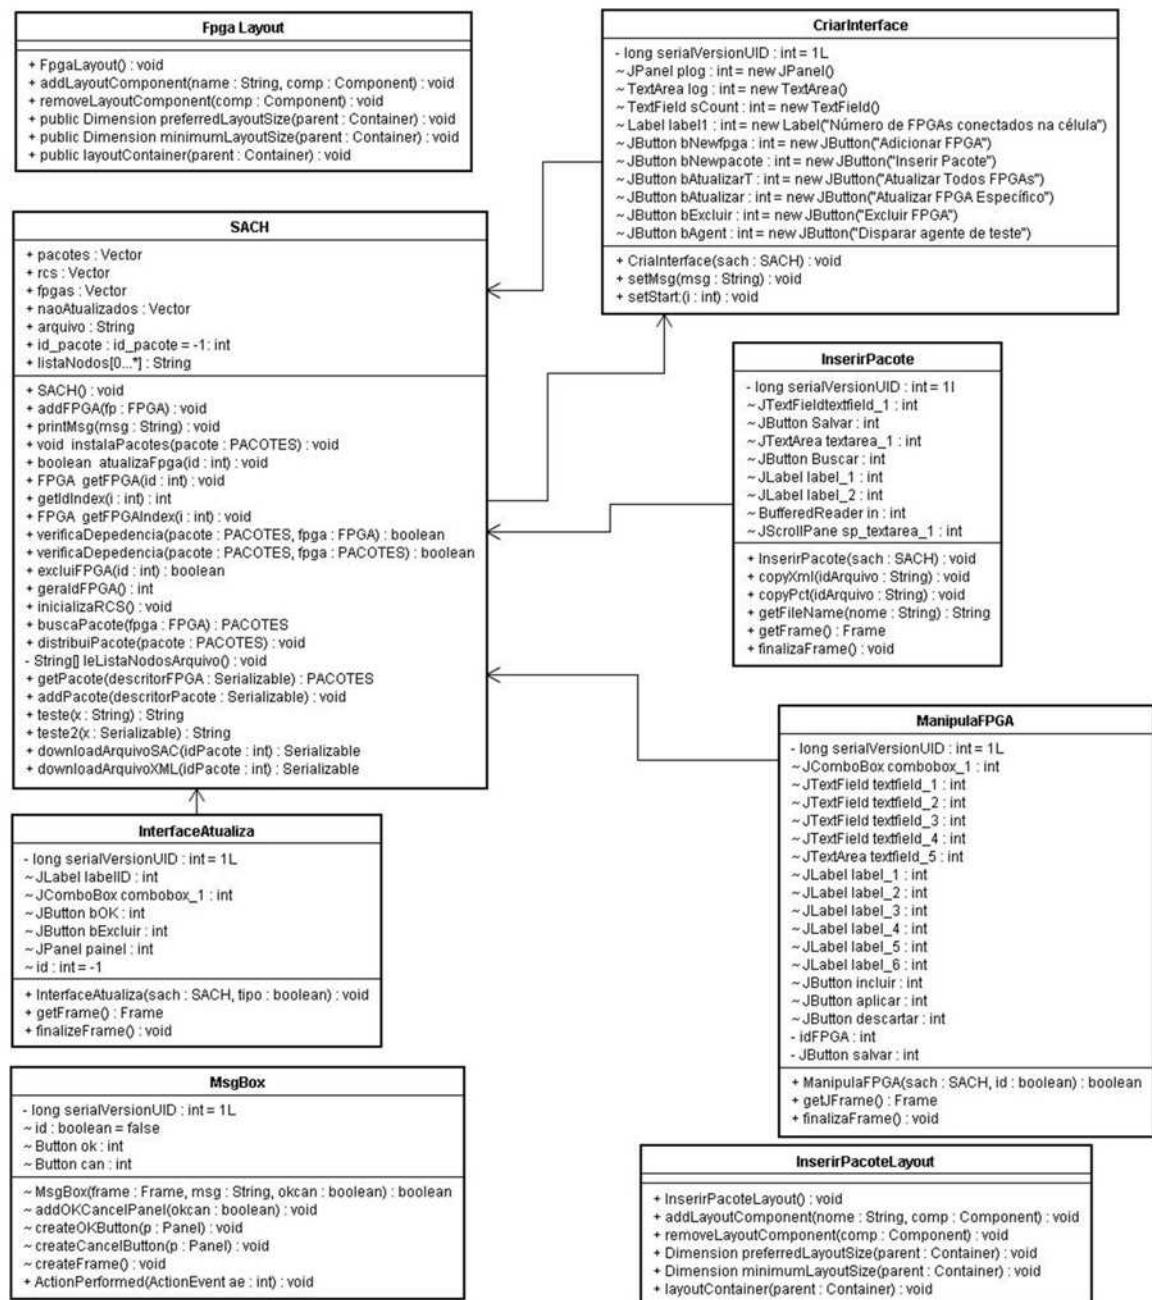 Fpga Layout
+ FpgaLayout() : void
+ addLayoutComponent(name : String, comp : Component) : void
+ removeLayoutComponent(comp : Component) : void
+ public Dimension preferredLayoutSize(parent : Container) : void
+ public Dimension minimumLayoutSize(parent : Container) : void
+ public layoutContainer(parent : Container) : void
CriarInterface
- long serialVersionUID : int = 1L
~ JPanel plog : int = new JPanel()
~ TextArea log : int = new TextArea()
~ TextField sCount : int = new TextField()
~ Label label1 : int = new Label("Número de FPGAs conectados na célula")
~ JButton bNewfpga : int = new JButton("Adicionar FPGA")
~ JButton bNewpacote : int = new JButton("Inserir Pacote")
~ JButton bAtualizarT : int = new JButton("Atualizar Todos FPGAs")
~ JButton bAtualizar : int = new JButton("Atualizar FPGA Específico")
~ JButton bExcluir : int = new JButton("Excluir FPGA")
~ JButton bAgent : int = new JButton("Disparar agente de teste")
+ CriaInterface(sach : SACH) : void
+ setMsg(msg : String) : void
+ setStart:(i : int) : void
SACH
+ pacotes : Vector
+ rcs : Vector
+ fpgas : Vector
+ naoAtualizados : Vector
+ arquivo : String
+ id_pacote : id_pacote = -1: int
+ listaNodos[0...*] : String
+ SACH() : void
+ addFPGA(fp : FPGA) : void
+ printMsg(msg : String) : void
+ void instalaPacotes(pacote : PACOTES) : void
+ boolean atualizaFpga(id : int) : void
+ FPGA getFPGA(id : int) : void
+ getIdIndex(i : int) : int
+ FPGA getFPGAIndex(i : int) : void
+ verificaDepedencia(pacote : PACOTES, fpga : FPGA) : boolean
+ verificaDepedencia(pacote : PACOTES, fpga : PACOTES) : boolean
+ excluiFPGA(id : int) : boolean
+ geraIdFPGA() : int
+ inicializaRCS() : void
+ buscaPacote(fpga : FPGA) : PACOTES
+ distribuiPacote(pacote : PACOTES) : void
- String[] leListaNodosArquivo() : void
+ getPacote(descritorFPGA : Serializable) : PACOTES
+ addPacote(descritorPacote : Serializable) : void
+ teste(x : String) : String
+ teste2(x : Serializable) : String
+ downloadArquivoSAC(idPacote : int) : Serializable
+ downloadArquivoXML(idPacote : int) : Serializable
InserirPacote
- long serialVersionUID : int = 1l
~ JTextFieldtextfield_1 : int
~ JButton Salvar : int
~ JTextArea textarea_1 : int
~ JButton Buscar : int
~ JLabel label_1 : int
~ JLabel label_2 : int
~ BufferedReader in : int
~ JScrollPane sp_textarea_1 : int
+ InserirPacote(sach : SACH) : void
+ copyXml(idArquivo : String) : void
+ copyPct(idArquivo : String) : void
+ getFileName(nome : String) : String
+ getFrame() : Frame
+ finalizaFrame() : void
ManipulaFPGA
- long serialVersionUID : int = 1L
~ JComboBox combobox_1 : int
~ JTextField textfield_1 : int
~ JTextField textfield_2 : int
~ JTextField textfield_3 : int
~ JTextField textfield_4 : int
~ JTextArea textfield_5 : int
~ JLabel label_1 : int
~ JLabel label_2 : int
~ JLabel label_3 : int
~ JLabel label_4 : int
~ JLabel label_5 : int
~ JLabel label_6 : int
~ JButton incluir : int
~ JButton aplicar : int
~ JButton descartar : int
- idFPGA : int
- JButton salvar : int
+ ManipulaFPGA(sach : SACH, id : boolean) : boolean
+ getJFrame() : Frame
+ finalizaFrame() : void
InterfaceAtualiza
- long serialVersionUID : int = 1L
~ JLabel labelID : int
~ JComboBox combobox_1 : int
~ JButton bOK : int
~ JButton bExcluir : int
~ JPanel painel : int
~ id : int = -1
+ InterfaceAtualiza(sach : SACH, tipo : boolean) : void
+ getFrame() : Frame
+ finalizeFrame() : void
MsgBox
- long serialVersionUID : int = 1L
~ id : boolean = false
~ Button ok : int
~ Button can : int
~ MsgBox(frame : Frame, msg : String, okcan : boolean) : boolean
~ addOKCancelPanel(okcan : boolean) : void
~ createOKButton(p : Panel) : void
~ createCancelButton(p : Panel) : void
~ createFrame() : void
+ ActionPerformed(ActionEvent ae : int) : void
InserirPacoteLayout
+ InserirPacoteLayout() : void
+ addLayoutComponent(nome : String, comp : Component) : void
+ removeLayoutComponent(comp : Component) : void
+ Dimension preferredLayoutSize(parent : Container) : void
+ Dimension minimumLayoutSize(parent : Container) : void
+ layoutContainer(parent : Container) : void